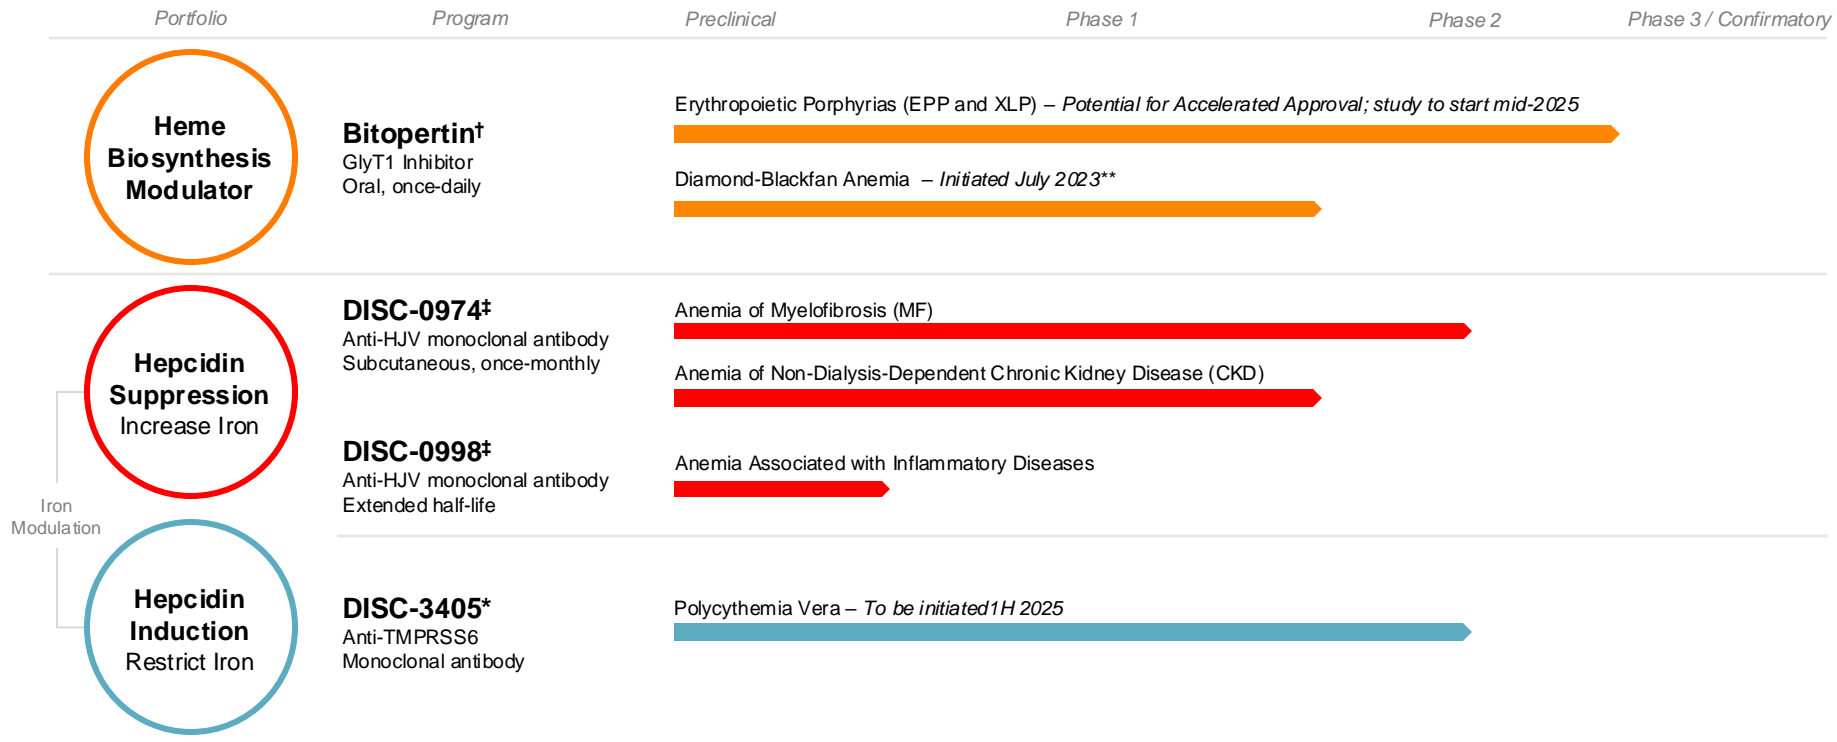 Portfolio Program Preclinical Phase 1 Phase 2 Phase 3 / Confirmatory
Heme
Biosynthesis
Modulator
Bitopertin†
GlyT1 Inhibitor
Oral, once-daily
Erythropoietic Porphyrias (EPP and XLP) – Potential for Accelerated Approval; study to start mid-2025
Diamond-Blackfan Anemia – Initiated July 2023**
Hepcidin
Suppression
Increase Iron
DISC-0974‡
Anti-HJV monoclonal antibody
Subcutaneous, once-monthly
Anemia of Myelofibrosis (MF)
Anemia of Non-Dialysis-Dependent Chronic Kidney Disease (CKD)
DISC-0998‡
Anti-HJV monoclonal antibody
Extended half-life
Anemia Associated with Inflammatory Diseases
Iron
Modulation
Hepcidin
Induction
Restrict Iron
DISC-3405*
Anti-TMPRSS6
Monoclonal antibody
Polycythemia Vera – To be initiated1H 2025